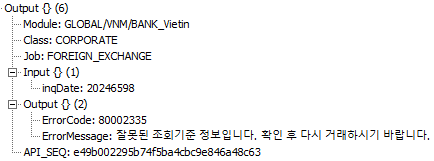 Output {} (6)
Module: GLOBAL/VNM/BANK_Vietin
Class: CORPORATE
Job: FOREIGN_EXCHANGE
Input {} (1)
inqDate: 20246598
Output {} (2)
ErrorCode: 80002335
ErrorMessage: 잘못된 조회기준 정보입니다. 확인 후 다시 거래하시기 바랍니다.
API_SEQ: e49b002295b74f5ba4cbc9e846a48c63